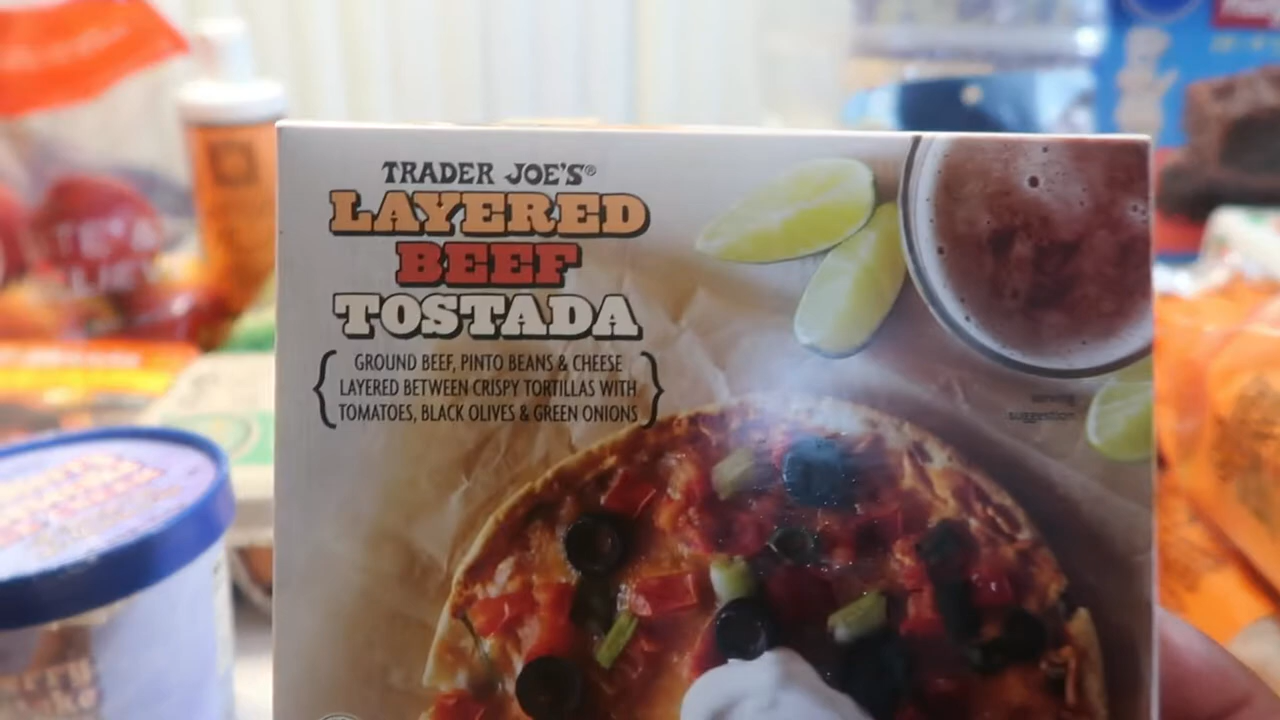 TRADER JOE'S®
LAYERED
BEEF
TOSTADA
GROUND BEEF, PINTO BEANS & CHEESE
LAYERED BETWEEN CRISPY TORTILLAS WITH
TOMATOES, BLACK OLIVES & GREEN ONIONS
serving
suggestion